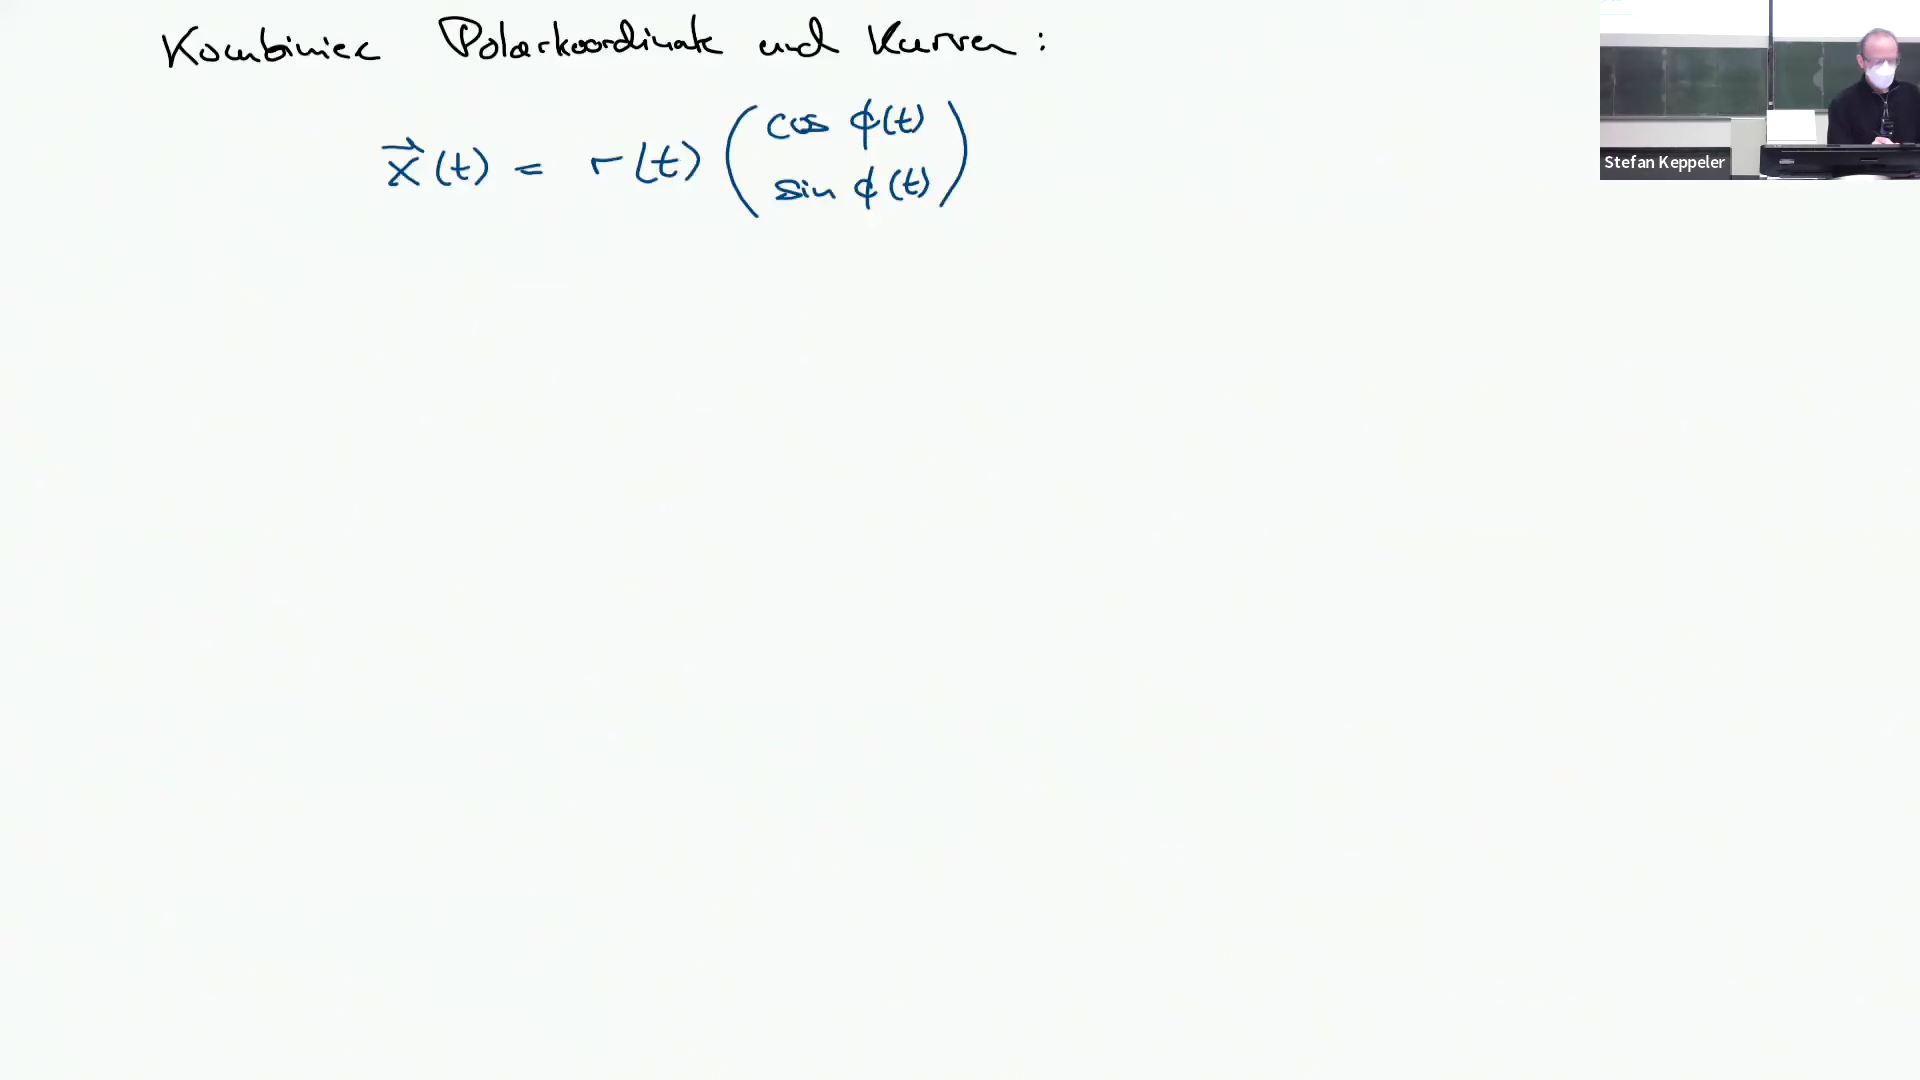 Kombiniere Polarkoordinaten und Kurven :
x⃗(t) = r(t) ( cos ϕ(t)
sin ϕ(t) )
Stefan Keppeler